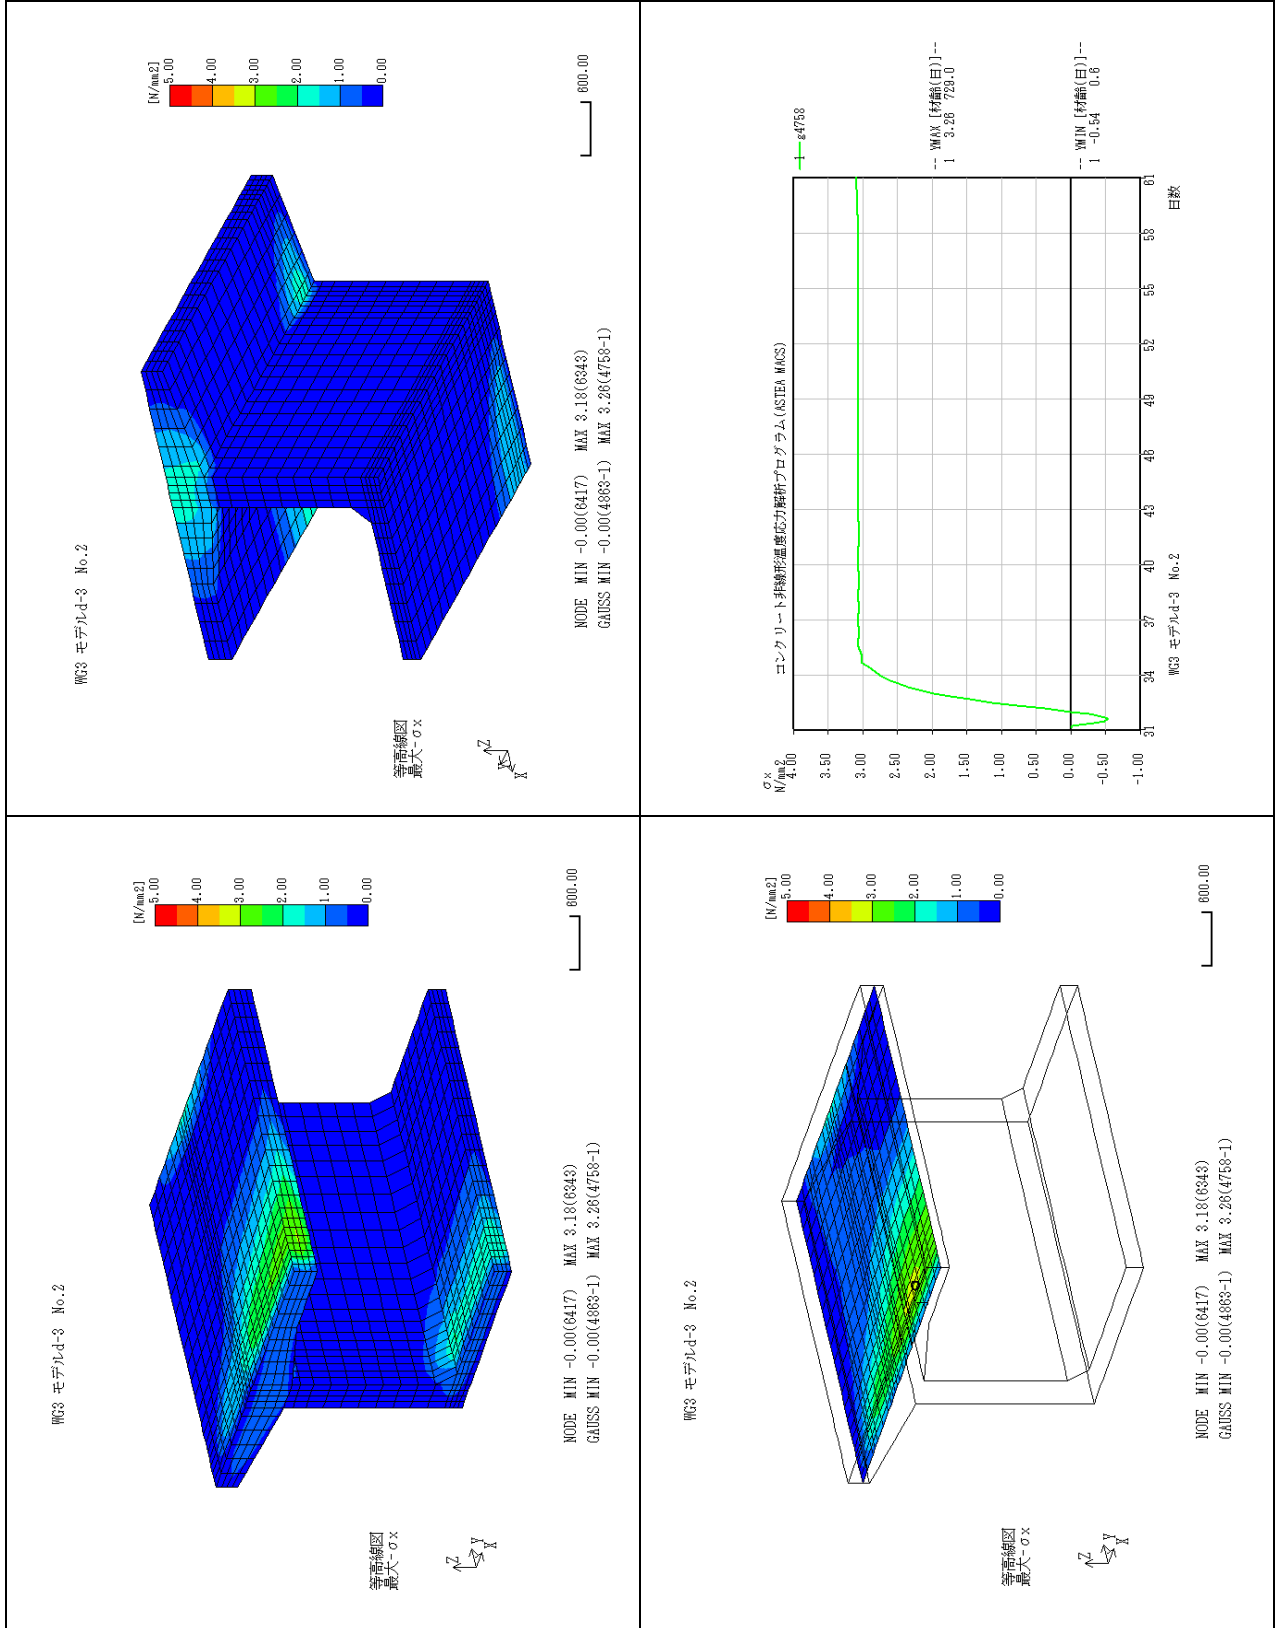 WG3 モデルd-3 No.2
[N/mm2]
5.00
4.00
3.00
2.00
1.00
0.00
600.00
NODE MIN -0.00(6417) MAX 3.18(6343)
GAUSS MIN -0.00(4863-1) MAX 3.26(4758-1)
等高線図
最大-σx
Z
Y
X
コンクリート非線形温度応力解析プログラム(ASTEA MACS)
1 g4758
-- YMAX [材齢(日)]--
1 3.26 729.0
-- YMIN [材齢(日)]--
1 -0.54 0.6
σx
N/mm2
4.00
3.50
3.00
2.50
2.00
1.50
1.00
0.50
0.00
-0.50
-1.00
31
34
37
40
43
46
49
52
55
58
61
日数
WG3 モデルd-3 No.2
WG3 モデルd-3 No.2
[N/mm2]
5.00
4.00
3.00
2.00
1.00
0.00
600.00
NODE MIN -0.00(6417) MAX 3.18(6343)
GAUSS MIN -0.00(4863-1) MAX 3.26(4758-1)
等高線図
最大-σx
Z
Y
X
WG3 モデルd-3 No.2
[N/mm2]
5.00
4.00
3.00
2.00
1.00
0.00
600.00
NODE MIN -0.00(6417) MAX 3.18(6343)
GAUSS MIN -0.00(4863-1) MAX 3.26(4758-1)
等高線図
最大-σx
Z
Y
X